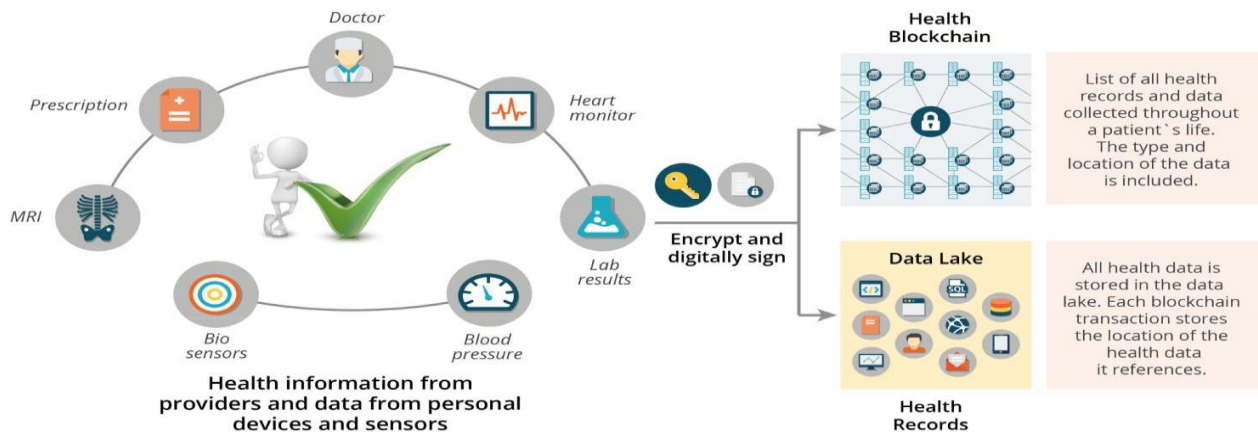 Doctor
Prescription
Heart
monitor
MRI
Lab
results
Bio
sensors
Blood
pressure
Health information from
providers and data from personal
devices and sensors
Encrypt and
digitally sign
Health
Blockchain
List of all health
records and data
collected throughout
a patient`s life.
The type and
location of the data
is included.
Data Lake
SQL
Health
Records
All health data is
stored in the data
lake. Each blockchain
transaction stores
the location of the
health data
it references.